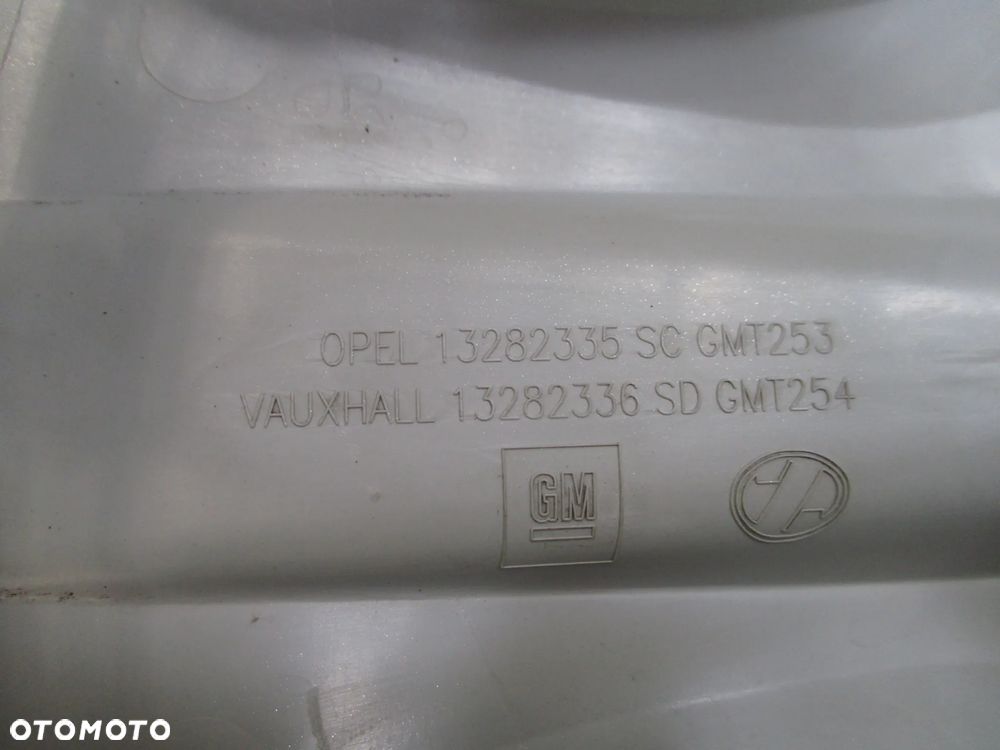 OPEL 13282335 SC GMT253
VAUXHALL 13282336 SD GMT254
GM
OTOMOTO